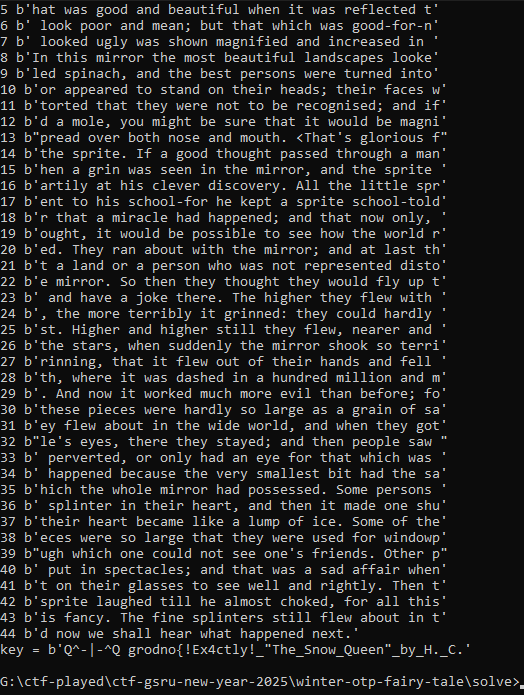 5 b'hat was good and beautiful when it was reflected t'
6 b' look poor and mean; but that which was good-for-n'
7 b' looked ugly was shown magnified and increased in '
8 b'In this mirror the most beautiful landscapes looke'
9 b'led spinach, and the best persons were turned into'
10 b'or appeared to stand on their heads; their faces w'
11 b'torted that they were not to be recognised; and if'
12 b'd a mole, you might be sure that it would be magni'
13 b"pread over both nose and mouth. <That's glorious f"
14 b'the sprite. If a good thought passed through a man'
15 b'hen a grin was seen in the mirror, and the sprite '
16 b'artily at his clever discovery. All the little spr'
17 b'ent to his school-for he kept a sprite school-told'
18 b'r that a miracle had happened; and that now only, '
19 b'ought, it would be possible to see how the world r'
20 b'ed. They ran about with the mirror; and at last th'
21 b't a land or a person who was not represented disto'
22 b'e mirror. So then they thought they would fly up t'
23 b' and have a joke there. The higher they flew with '
24 b', the more terribly it grinned: they could hardly '
25 b'st. Higher and higher still they flew, nearer and '
26 b'the stars, when suddenly the mirror shook so terri'
27 b'rinning, that it flew out of their hands and fell '
28 b'th, where it was dashed in a hundred million and m'
29 b'. And now it worked much more evil than before; fo'
30 b'these pieces were hardly so large as a grain of sa'
31 b'ey flew about in the wide world, and when they got'
32 b"le's eyes, there they stayed; and then people saw "
33 b' perverted, or only had an eye for that which was '
34 b' happened because the very smallest bit had the sa'
35 b'hich the whole mirror had possessed. Some persons '
36 b' splinter in their heart, and then it made one shu'
37 b'their heart became like a lump of ice. Some of the'
38 b'eces were so large that they were used for windowp'
39 b"ugh which one could not see one's friends. Other p"
40 b' put in spectacles; and that was a sad affair when'
41 b't on their glasses to see well and rightly. Then t'
42 b'sprite laughed till he almost choked, for all this'
43 b'is fancy. The fine splinters still flew about in t'
44 b'd now we shall hear what happened next.'
key = b'Q^-|-^Q grodno{!Ex4ctly!_"The_Snow_Queen"_by_H._C.'
G:\ctf-played\ctf-gsru-new-year-2025\winter-otp-fairy-tale\solve>